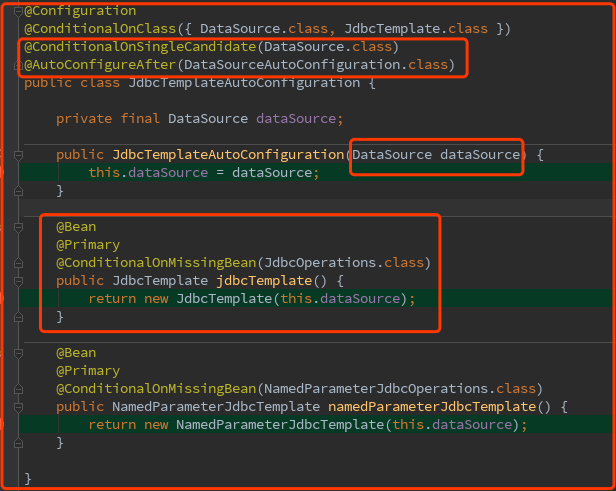 @Configuration
@ConditionalOnClass({ DataSource.class, JdbcTemplate.class })
@ConditionalOnSingleCandidate(DataSource.class)
@AutoConfigureAfter(DataSourceAutoConfiguration.class)
public class JdbcTemplateAutoConfiguration {
private final DataSource dataSource;
public JdbcTemplateAutoConfiguration(DataSource dataSource) {
this.dataSource = dataSource;
}
@Bean
@Primary
@ConditionalOnMissingBean(JdbcOperations.class)
public JdbcTemplate jdbcTemplate() {
return new JdbcTemplate(this.dataSource);
}
@Bean
@Primary
@ConditionalOnMissingBean(NamedParameterJdbcOperations.class)
public NamedParameterJdbcTemplate namedParameterJdbcTemplate() {
return new NamedParameterJdbcTemplate(this.dataSource);
}
}